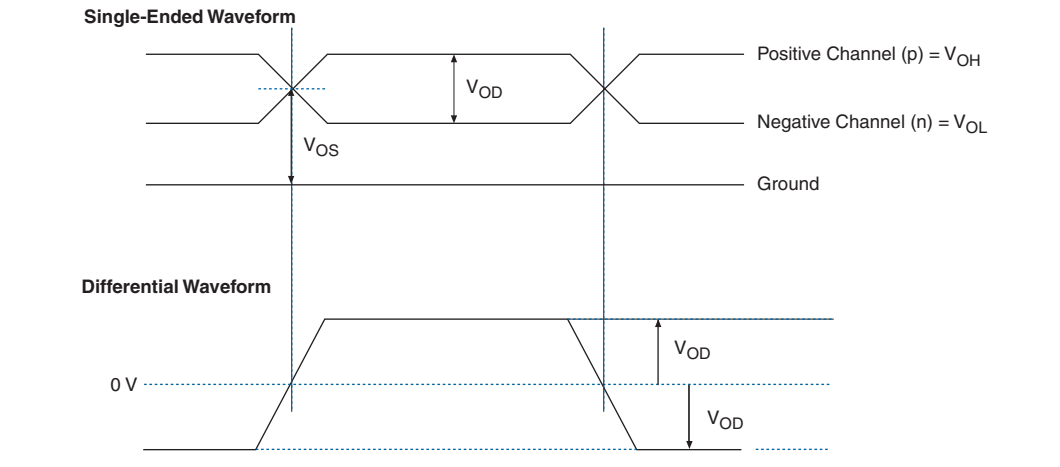 Single-Ended Waveform
Positive Channel (p) = VOH
VOD
Negative Channel (n) = VOL
VOS
Ground
Differential Waveform
VOD
0 V
VOD